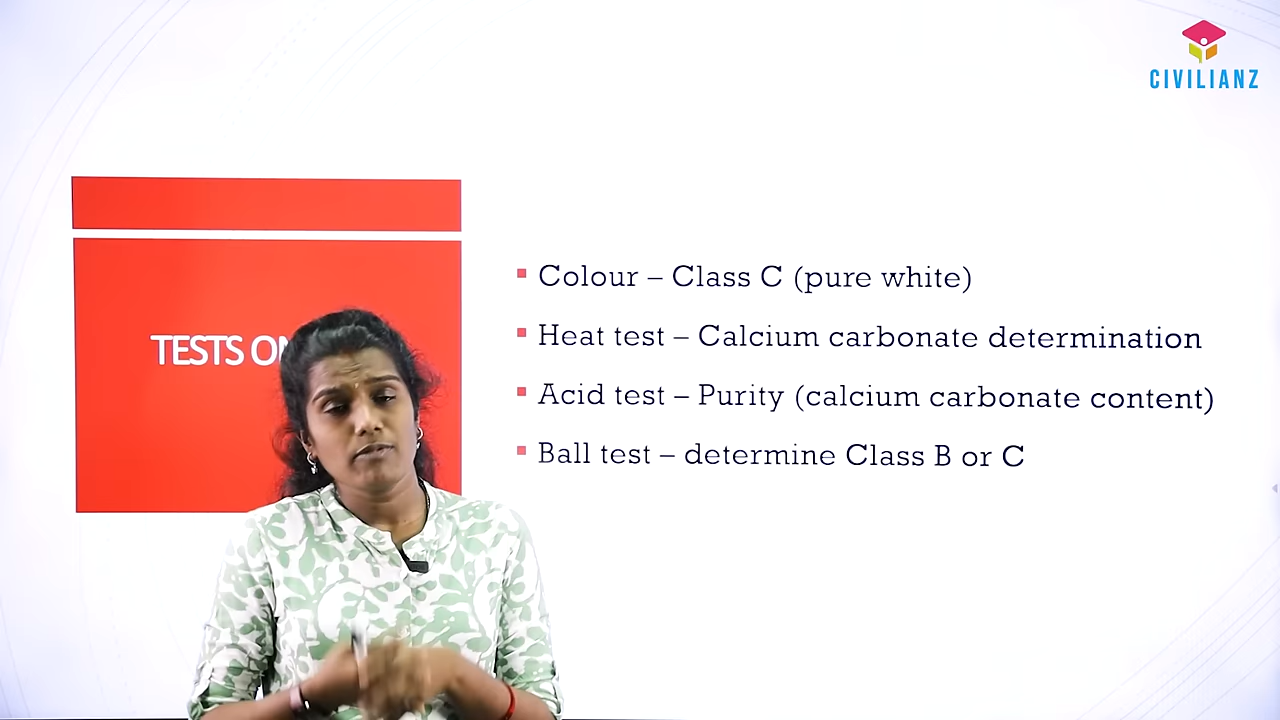 CIVILIANZ
TESTS ON
Colour – Class C (pure white)
Heat test – Calcium carbonate determination
Acid test – Purity (calcium carbonate content)
Ball test – determine Class B or C